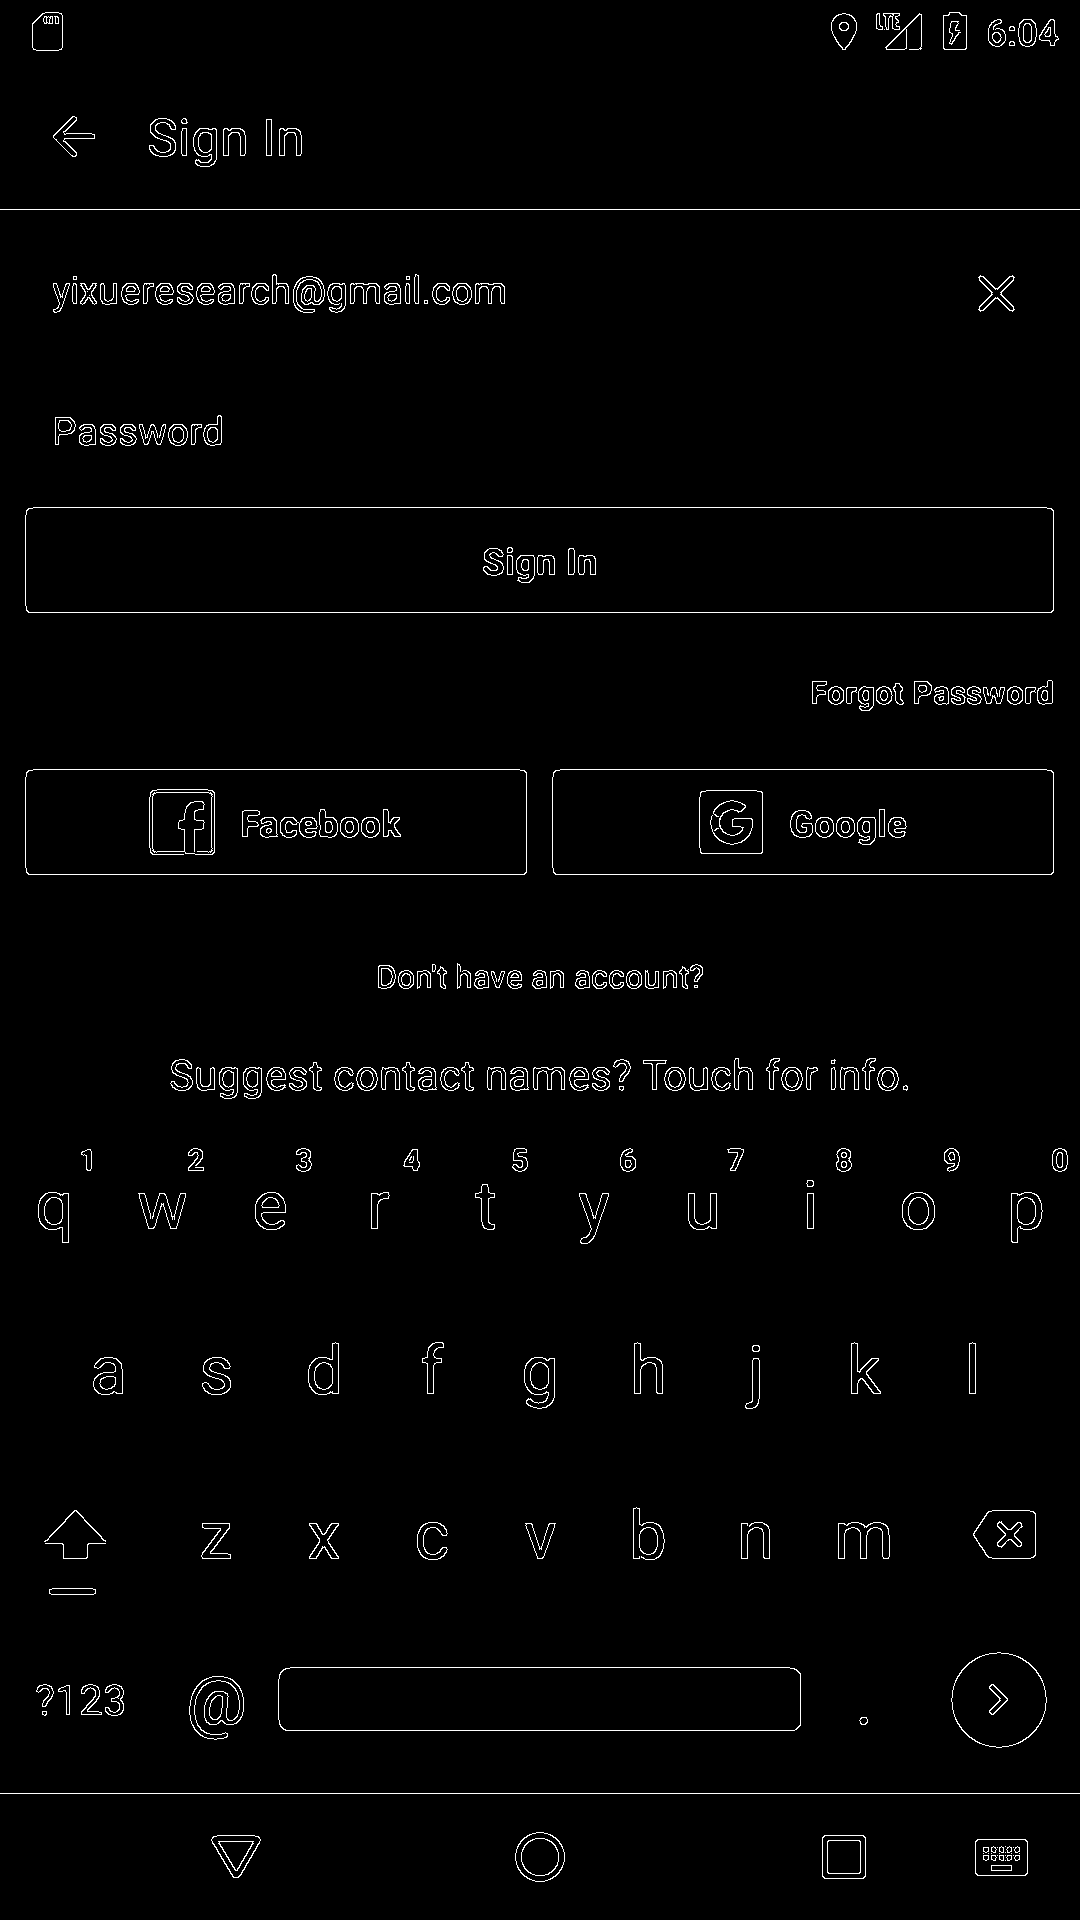 LTE 6:04
Sign In
yixueresearch@gmail.com
Password
Sign In
Forgot Password
Facebook Google
Don't have an account?
Suggest contact names? Touch for info.
1 2 3 4 5 6 7 8 9 0
q w e r t y u i o p
a s d f g h j k l
z x c v b n m
?123 @ .